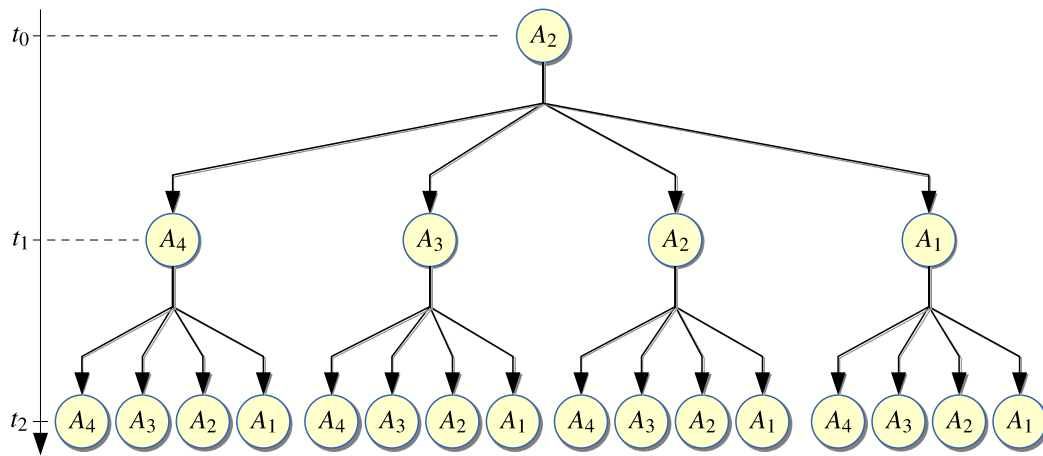 t₀ A₂
t₁ A₄ A₃ A₂ A₁
t₂ A₄ A₃ A₂ A₁ A₄ A₃ A₂ A₁ A₄ A₃ A₂ A₁ A₄ A₃ A₂ A₁